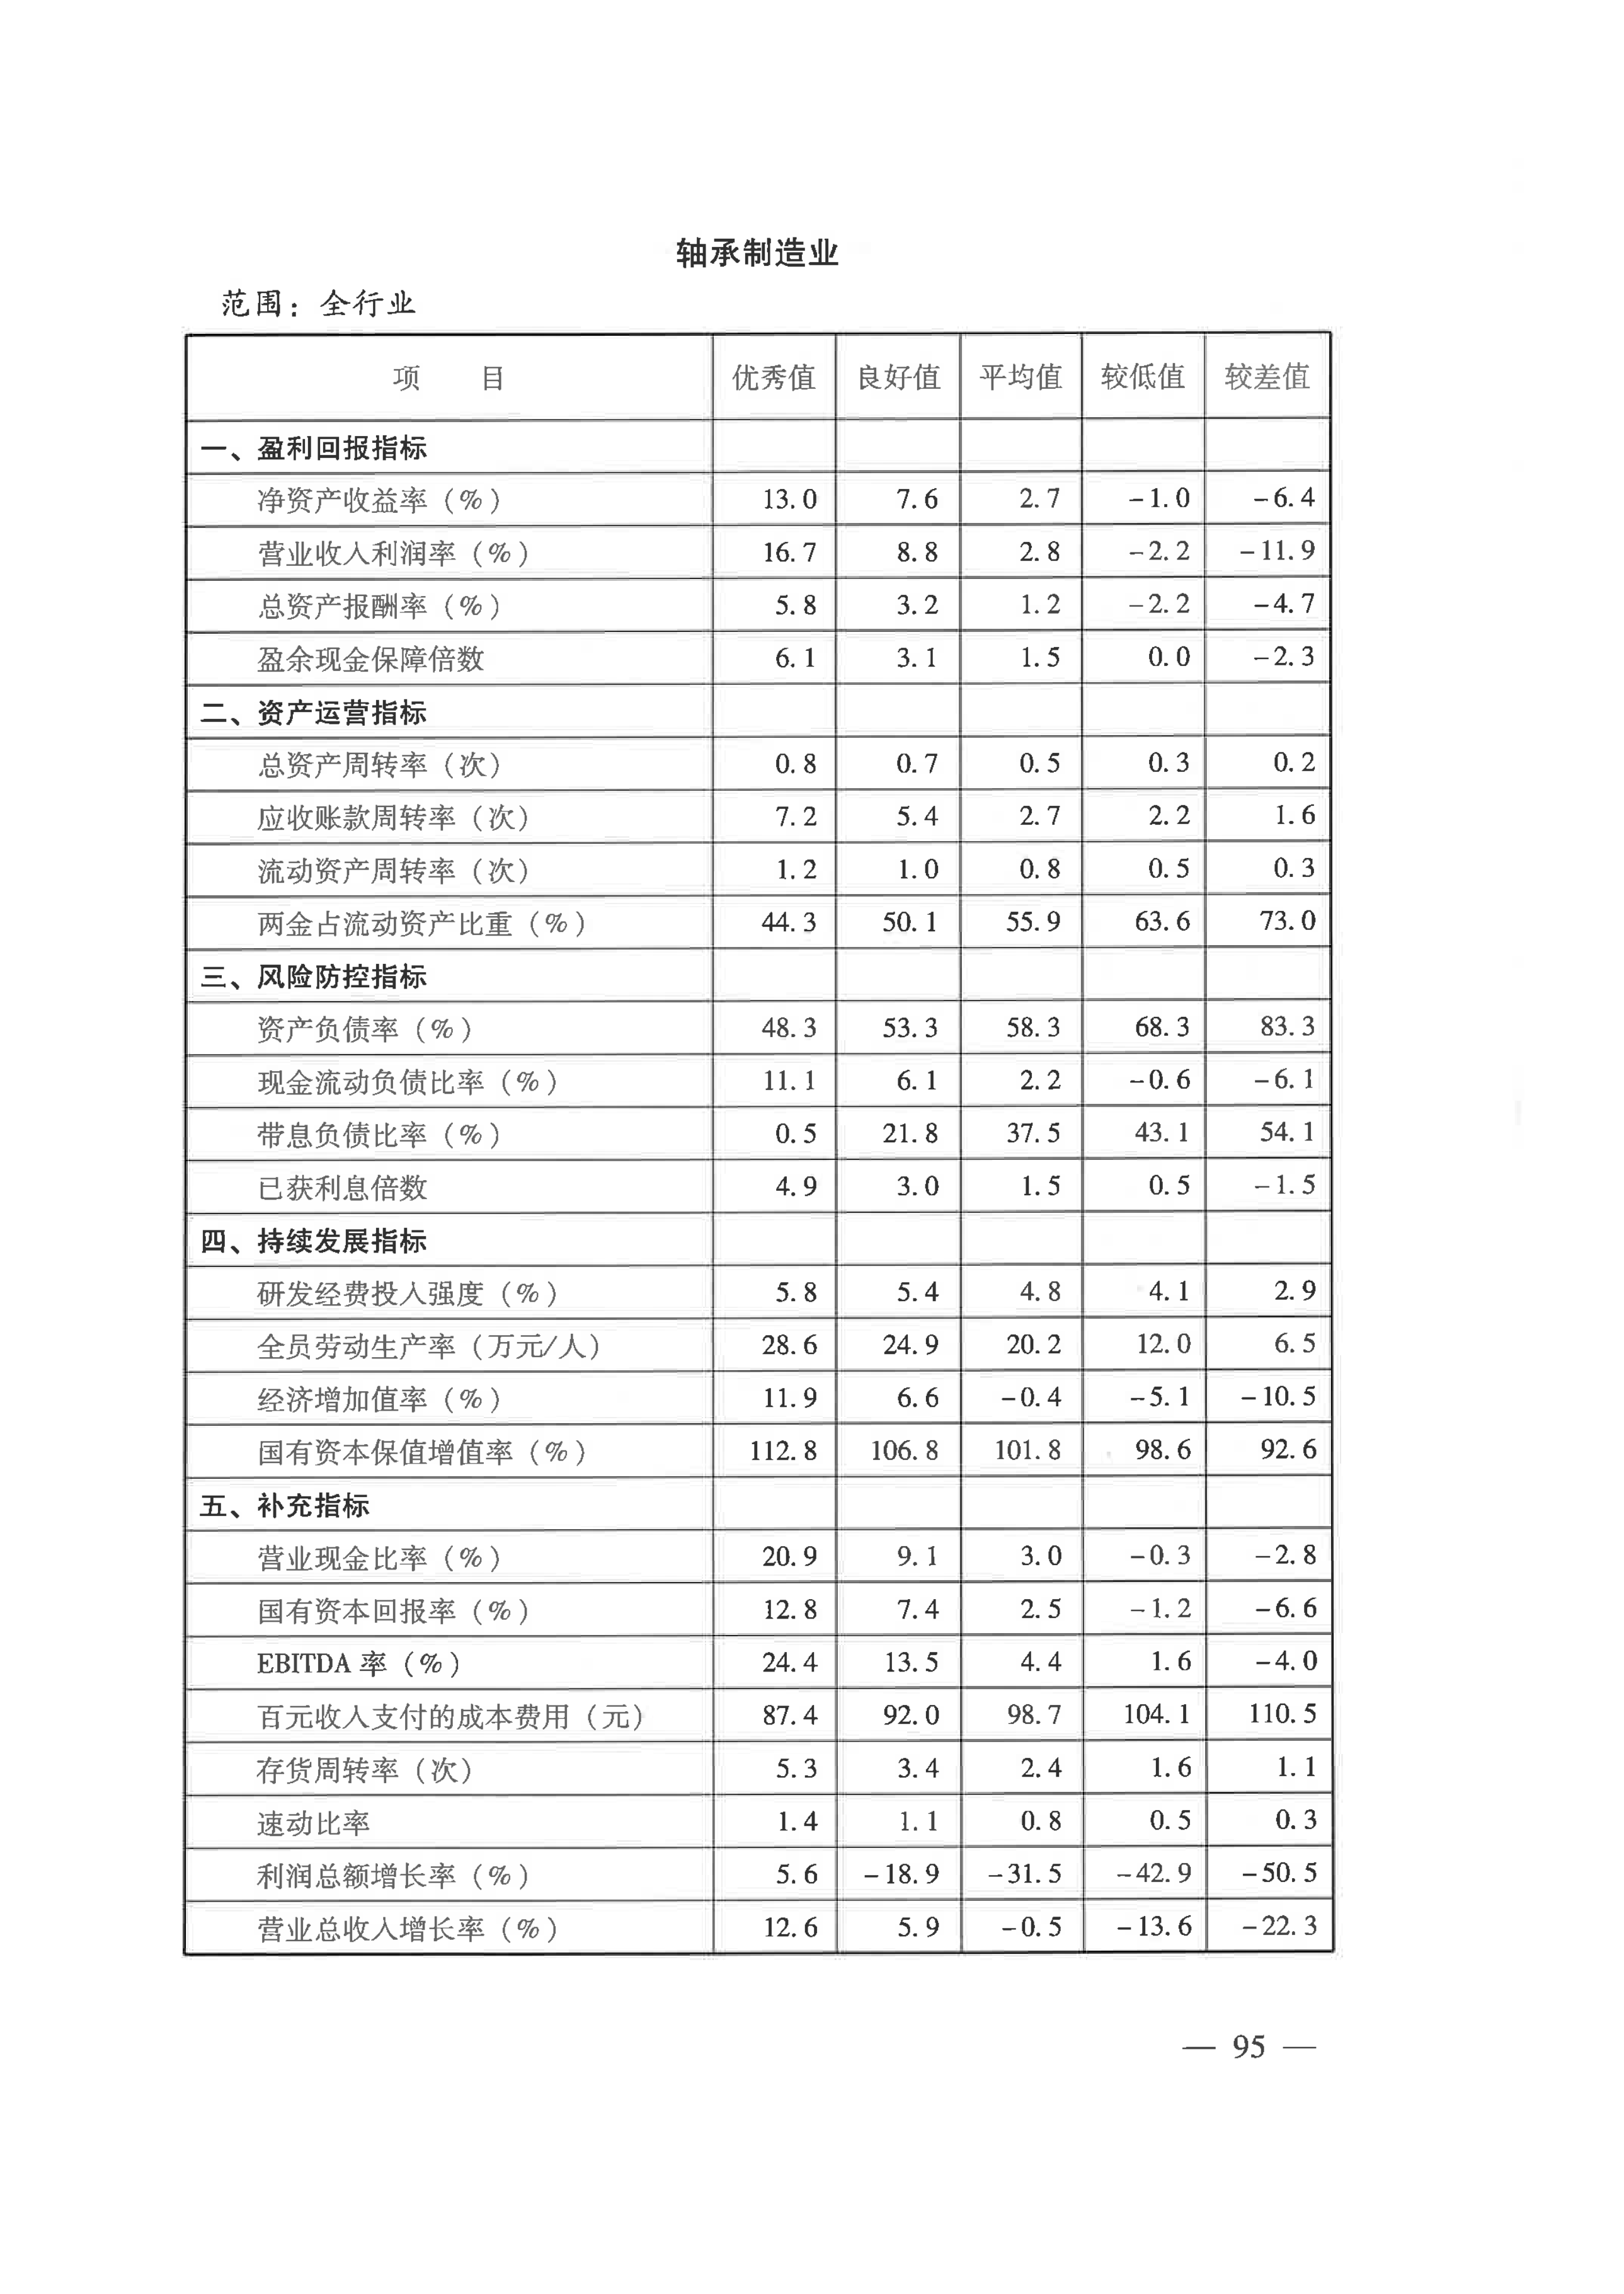 轴承制造业
范围：全行业
项　目 优秀值 良好值 平均值 较低值 较差值
一、盈利回报指标
净资产收益率（%） 13.0 7.6 2.7 -1.0 -6.4
营业收入利润率（%） 16.7 8.8 2.8 -2.2 -11.9
总资产报酬率（%） 5.8 3.2 1.2 -2.2 -4.7
盈余现金保障倍数 6.1 3.1 1.5 0.0 -2.3
二、资产运营指标
总资产周转率（次） 0.8 0.7 0.5 0.3 0.2
应收账款周转率（次） 7.2 5.4 2.7 2.2 1.6
流动资产周转率（次） 1.2 1.0 0.8 0.5 0.3
两金占流动资产比重（%） 44.3 50.1 55.9 63.6 73.0
三、风险防控指标
资产负债率（%） 48.3 53.3 58.3 68.3 83.3
现金流动负债比率（%） 11.1 6.1 2.2 -0.6 -6.1
带息负债比率（%） 0.5 21.8 37.5 43.1 54.1
已获利息倍数 4.9 3.0 1.5 0.5 -1.5
四、持续发展指标
研发经费投入强度（%） 5.8 5.4 4.8 4.1 2.9
全员劳动生产率（万元/人） 28.6 24.9 20.2 12.0 6.5
经济增加值率（%） 11.9 6.6 -0.4 -5.1 -10.5
国有资本保值增值率（%） 112.8 106.8 101.8 98.6 92.6
五、补充指标
营业现金比率（%） 20.9 9.1 3.0 -0.3 -2.8
国有资本回报率（%） 12.8 7.4 2.5 -1.2 -6.6
EBITDA 率（%） 24.4 13.5 4.4 1.6 -4.0
百元收入支付的成本费用（元） 87.4 92.0 98.7 104.1 110.5
存货周转率（次） 5.3 3.4 2.4 1.6 1.1
速动比率 1.4 1.1 0.8 0.5 0.3
利润总额增长率（%） 5.6 -18.9 -31.5 -42.9 -50.5
营业总收入增长率（%） 12.6 5.9 -0.5 -13.6 -22.3
— 95 —